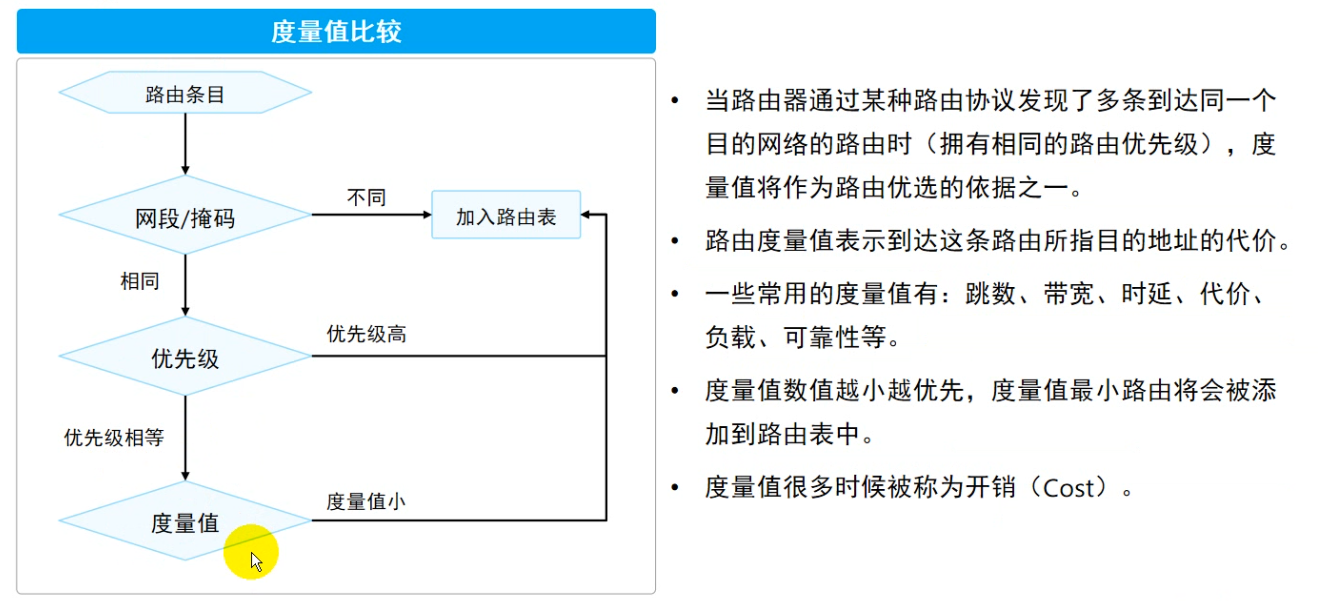 度量值比较
路由条目
网段/掩码
不同
加入路由表
相同
优先级
优先级高
优先级相等
度量值
度量值小
• 当路由器通过某种路由协议发现了多条到达同一个
目的网络的路由时（拥有相同的路由优先级），度
量值将作为路由优选的依据之一。
• 路由度量值表示到达这条路由所指目的地址的代价。
• 一些常用的度量值有：跳数、带宽、时延、代价、
负载、可靠性等。
• 度量值数值越小越优先，度量值最小路由将会被添
加到路由表中。
• 度量值很多时候被称为开销（Cost）。